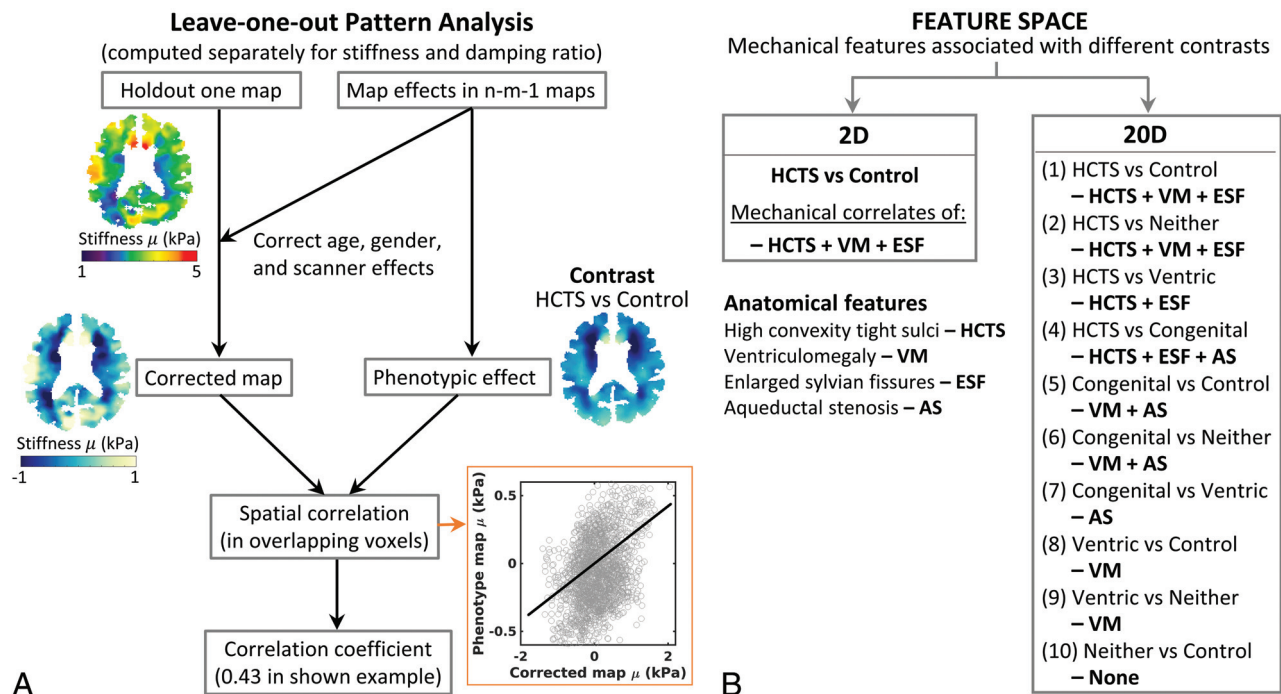 Leave-one-out Pattern Analysis
(computed separately for stiffness and damping ratio)
Holdout one map
Map effects in n-m-1 maps
Stiffness μ (kPa)
1
5
Correct age, gender,
and scanner effects
Contrast
HCTS vs Control
Corrected map
Phenotypic effect
Stiffness μ (kPa)
-1
1
Spatial correlation
(in overlapping voxels)
Phenotype map μ (kPa)
0.5
0
-0.5
-2
0
2
Corrected map μ (kPa)
Correlation coefficient
(0.43 in shown example)
A
FEATURE SPACE
Mechanical features associated with different contrasts
2D
HCTS vs Control
Mechanical correlates of:
– HCTS + VM + ESF
Anatomical features
High convexity tight sulci – HCTS
Ventriculomegaly – VM
Enlarged sylvian fissures – ESF
Aqueductal stenosis – AS
20D
(1) HCTS vs Control
– HCTS + VM + ESF
(2) HCTS vs Neither
– HCTS + VM + ESF
(3) HCTS vs Ventric
– HCTS + ESF
(4) HCTS vs Congenital
– HCTS + ESF + AS
(5) Congenital vs Control
– VM + AS
(6) Congenital vs Neither
– VM + AS
(7) Congenital vs Ventric
– AS
(8) Ventric vs Control
– VM
(9) Ventric vs Neither
– VM
(10) Neither vs Control
– None
B